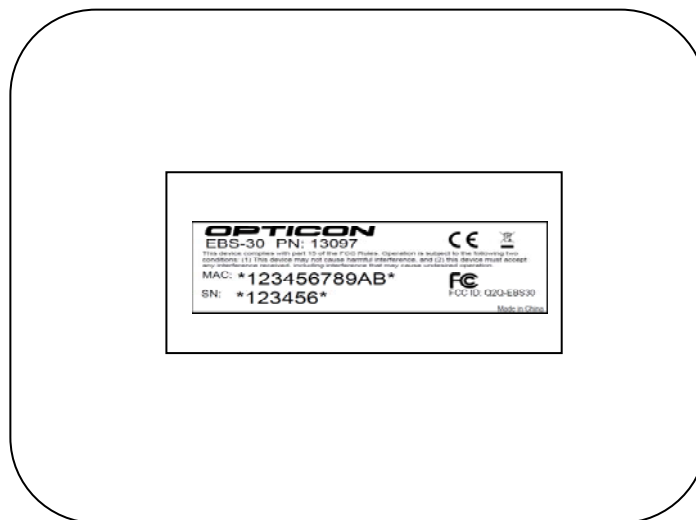 OPTICON
EBS-30 PN: 13097
This device complies with part 15 of the FCC Rules. Operation is subject to the following two
conditions: (1) This device may not cause harmful interference, and (2) this device must accept
any interference received, including interference that may cause undesired operation.
MAC: *123456789AB*
SN: *123456*
FC
FCC ID: Q2Q-EBS30
Made in China